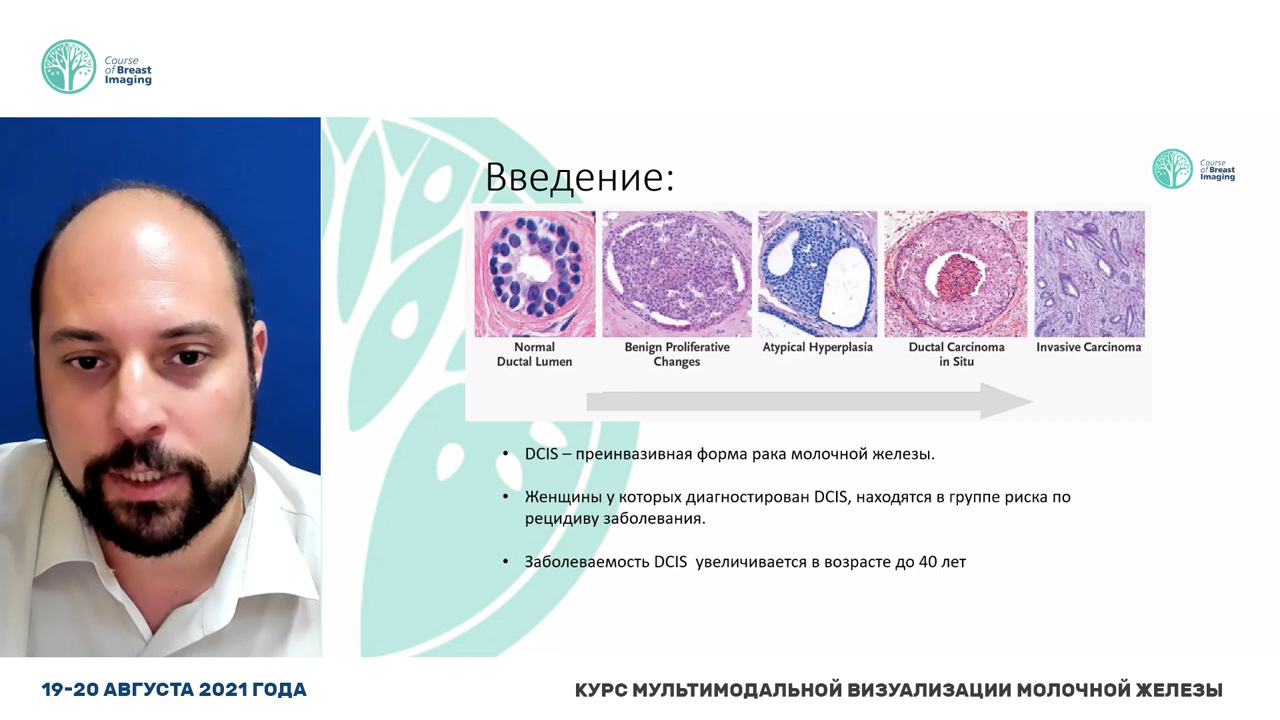 Course
of Breast
Imaging
Введение:
Course
of Breast
Imaging
Normal
Ductal Lumen
Benign Proliferative
Changes
Atypical Hyperplasia
Ductal Carcinoma
in Situ
Invasive Carcinoma
• DCIS – преинвазивная форма рака молочной железы.
• Женщины у которых диагностирован DCIS, находятся в группе риска по
рецидиву заболевания.
• Заболеваемость DCIS увеличивается в возрасте до 40 лет
19-20 АВГУСТА 2021 ГОДА
КУРС МУЛЬТИМОДАЛЬНОЙ ВИЗУАЛИЗАЦИИ МОЛОЧНОЙ ЖЕЛЕЗЫ